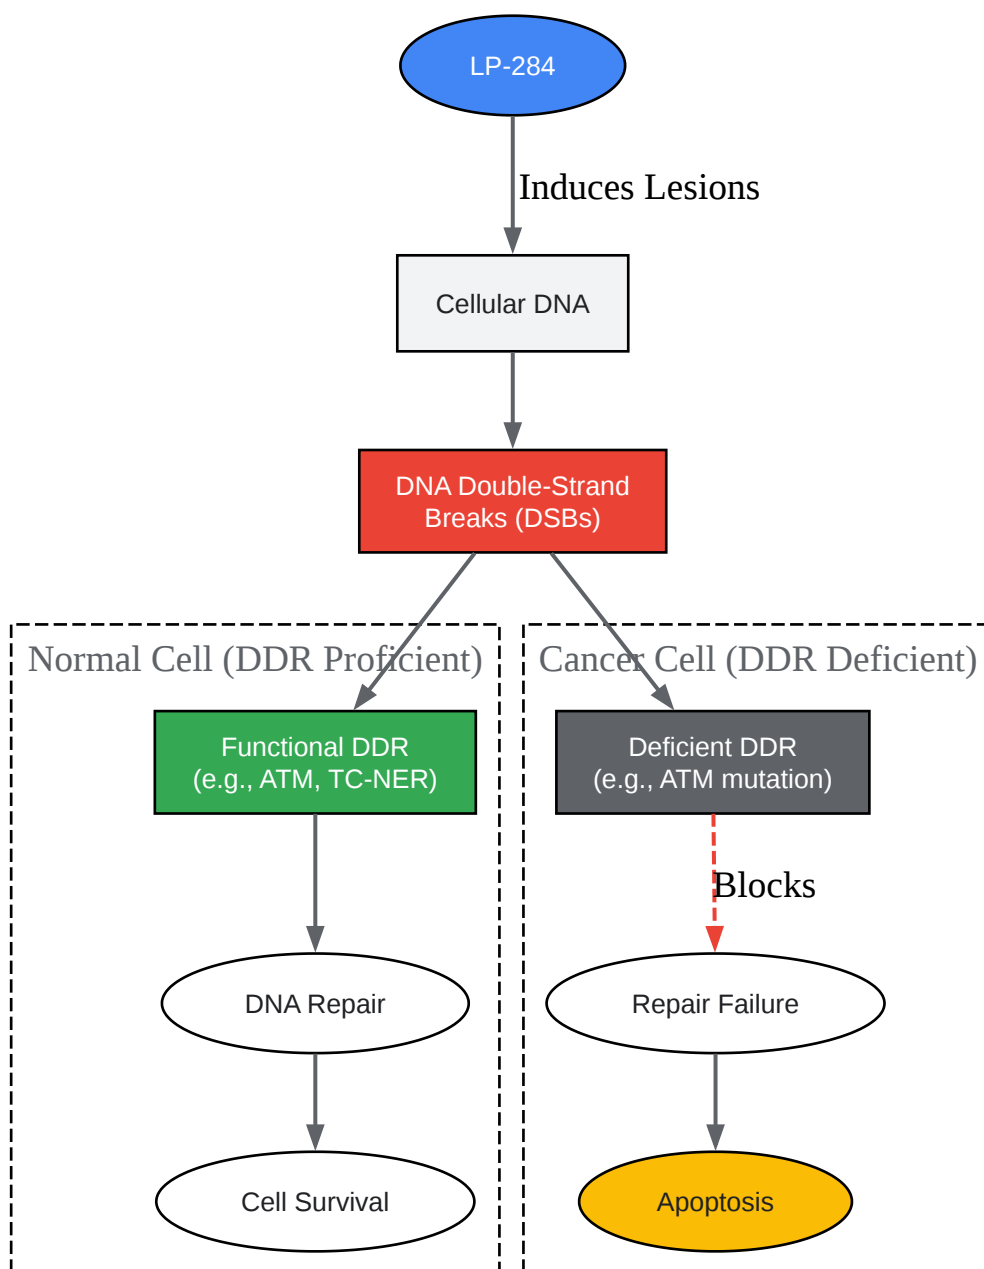 LP-284
Induces Lesions
Cellular DNA
DNA Double-Strand
Breaks (DSBs)
Normal Cell (DDR Proficient)
Functional DDR
(e.g., ATM, TC-NER)
DNA Repair
Cell Survival
Cancer Cell (DDR Deficient)
Deficient DDR
(e.g., ATM mutation)
Blocks
Repair Failure
Apoptosis